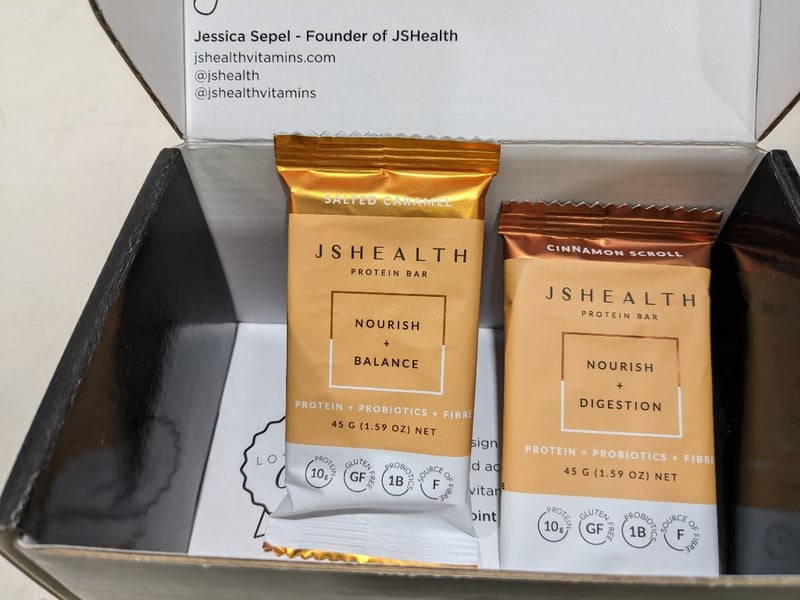 Jessica Sepel - Founder of JSHealth
jshealthvitamins.com
@jshealth
@jshealthvitamins
SALTED CARAMEL
JSHEALTH
PROTEIN BAR
NOURISH
+
BALANCE
PROTEIN + PROBIOTICS + FIBRE
45 G (1.59 OZ) NET
PROTEIN
10g
GLUTEN FREE
GF
PROBIOTICS
1B
SOURCE OF FIBRE
F
CINNAMON SCROLL
JSHEALTH
PROTEIN BAR
NOURISH
+
DIGESTION
PROTEIN + PROBIOTICS + FIBRE
45 G (1.59 OZ) NET
PROTEIN
10g
GLUTEN FREE
GF
PROBIOTICS
1B
SOURCE OF FIBRE
F